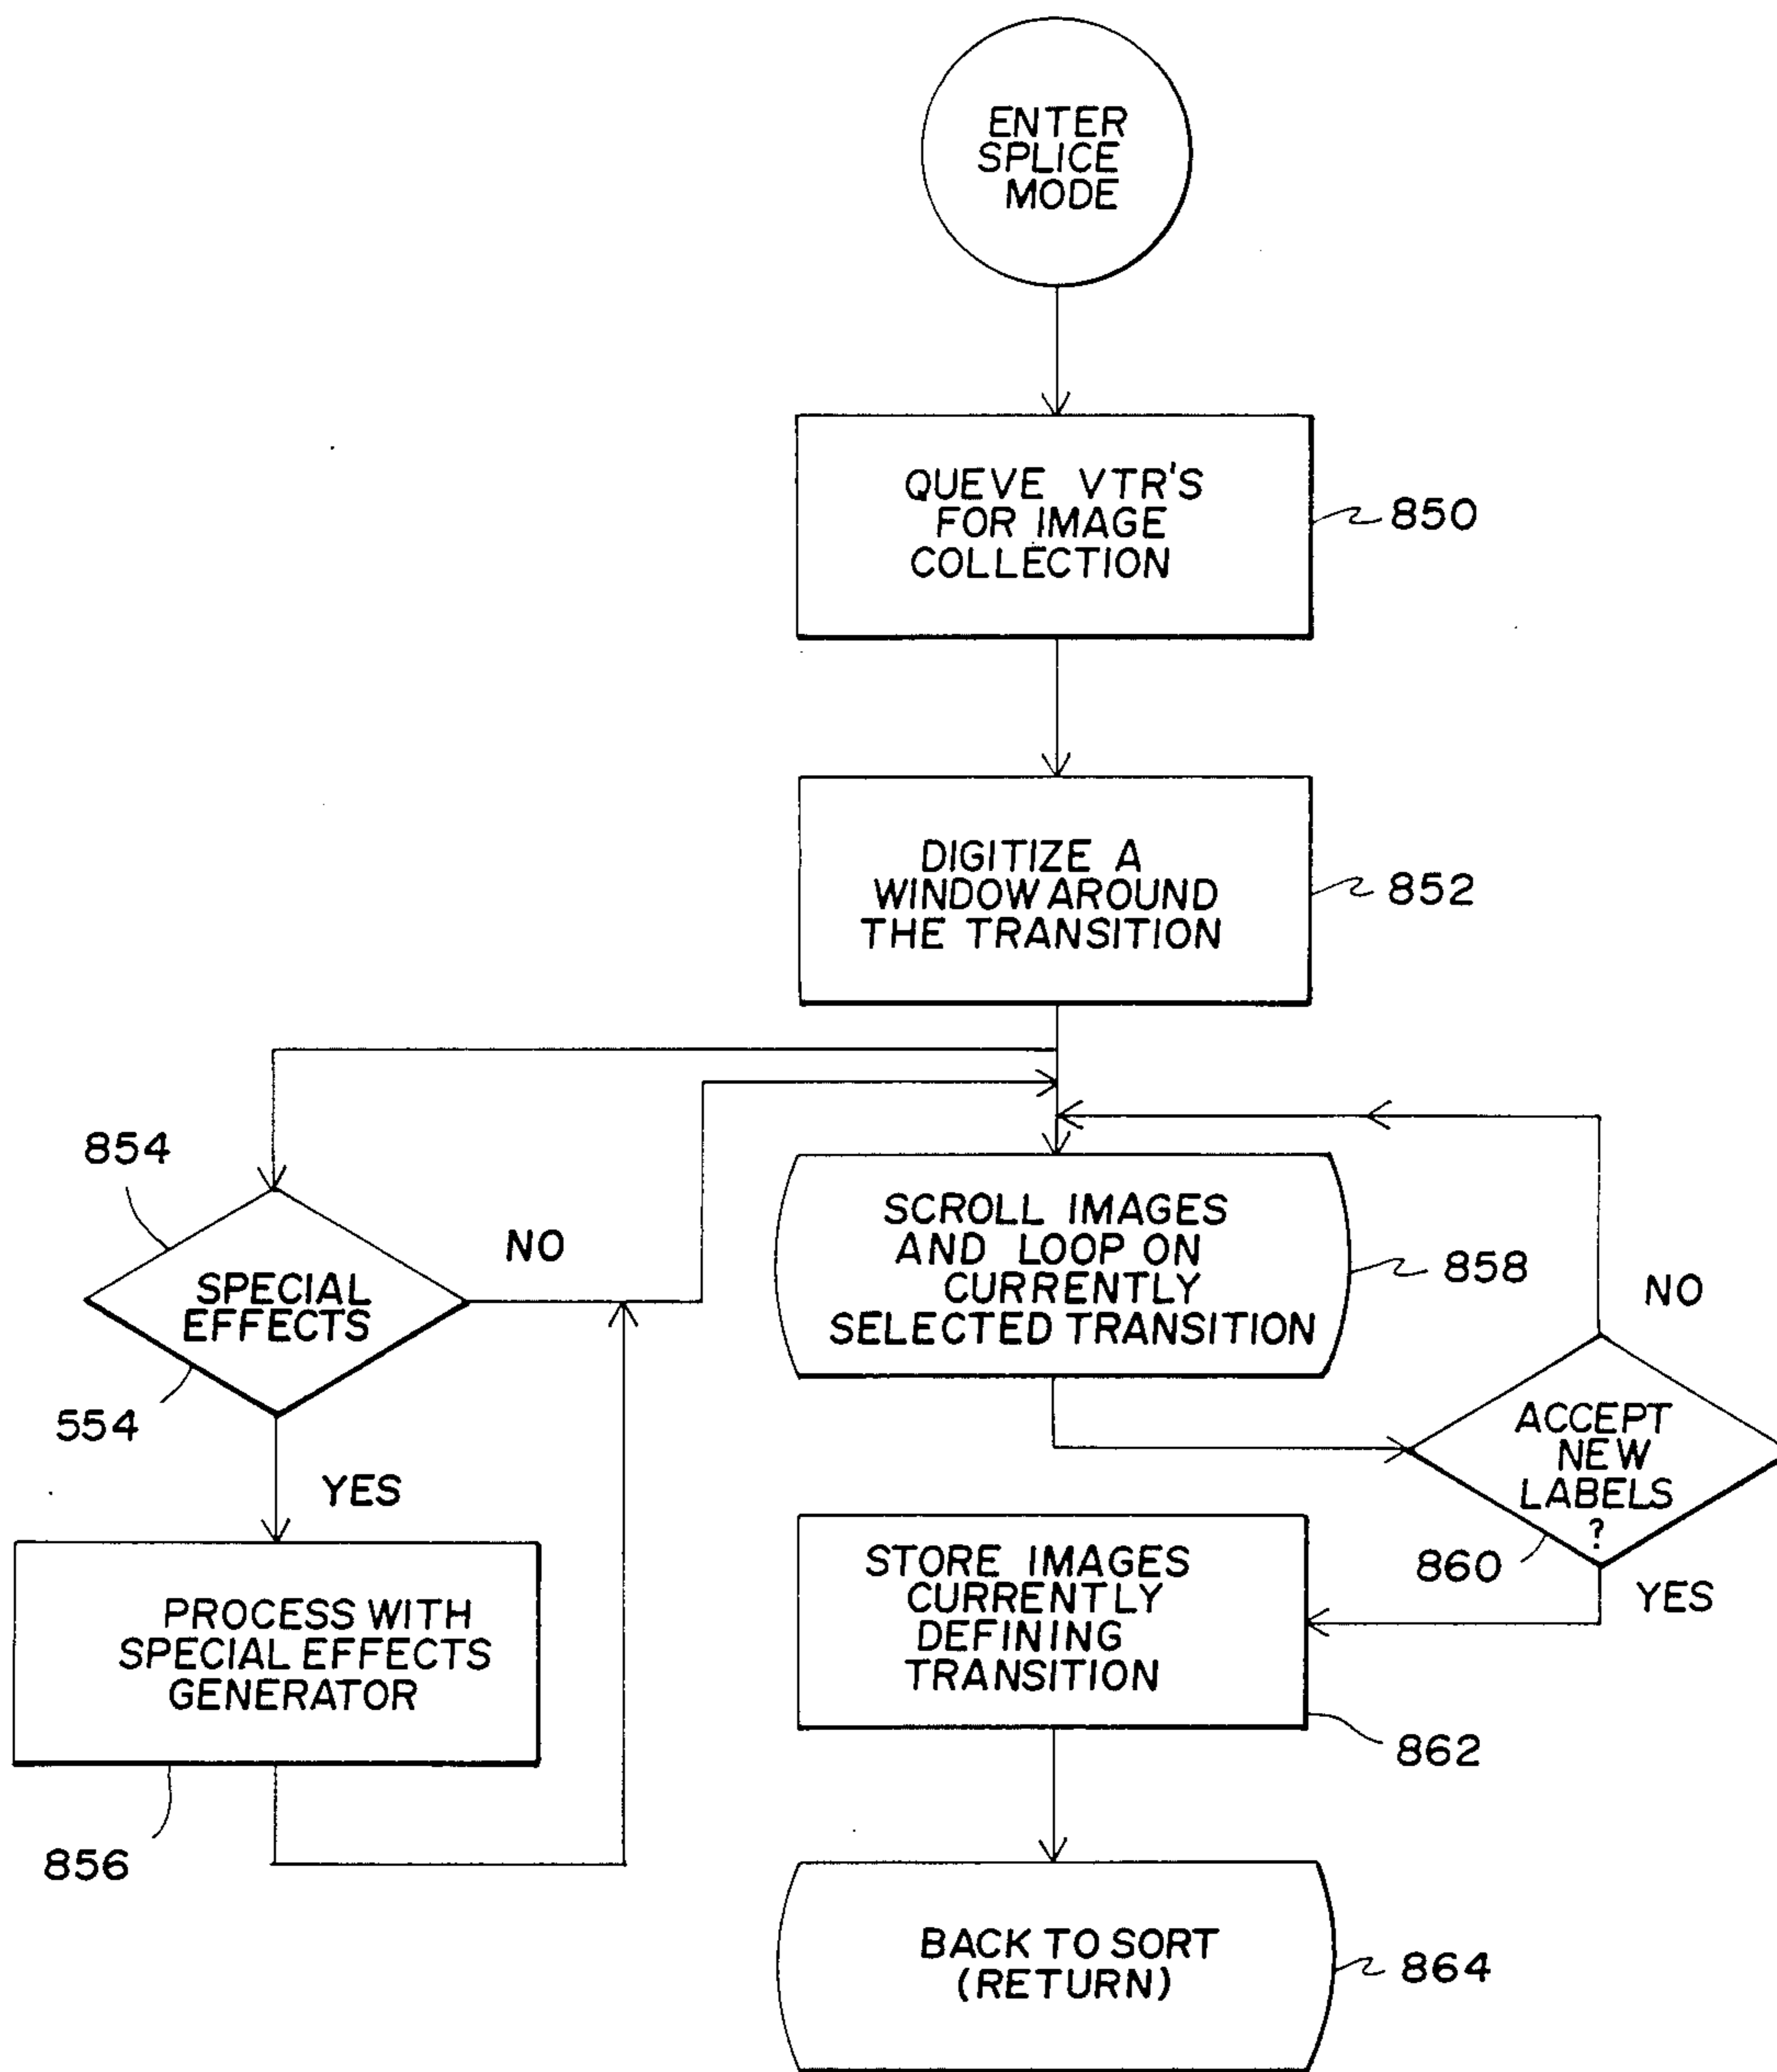 ENTER
SPLICE
MODE
QUEVE VTR'S
FOR IMAGE
COLLECTION
850
DIGITIZE A
WINDOW AROUND
THE TRANSITION
852
854
SPECIAL
EFFECTS
NO
554
YES
PROCESS WITH
SPECIAL EFFECTS
GENERATOR
856
SCROLL IMAGES
AND LOOP ON
CURRENTLY
SELECTED TRANSITION
858
NO
ACCEPT
NEW
LABELS
?
860
YES
STORE IMAGES
CURRENTLY
DEFINING
TRANSITION
862
BACK TO SORT
(RETURN)
864